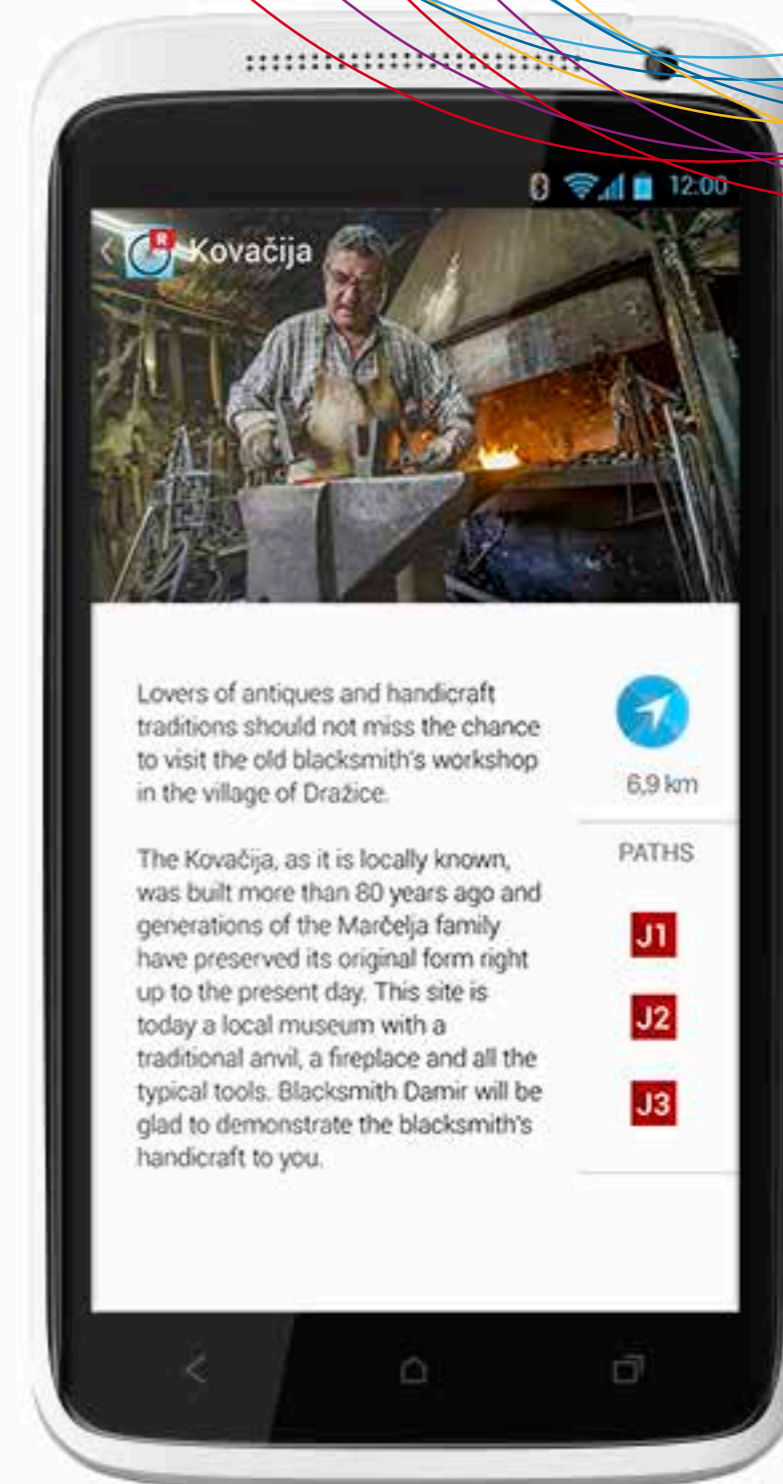 12:00
R
Kovačija
Lovers of antiques and handicraft
traditions should not miss the chance
to visit the old blacksmith's workshop
in the village of Dražice.
6,9 km
PATHS
The Kovačija, as it is locally known,
was built more than 80 years ago and
generations of the Marčelja family
have preserved its original form right
up to the present day. This site is
today a local museum with a
traditional anvil, a fireplace and all the
typical tools. Blacksmith Damir will be
glad to demonstrate the blacksmith's
handicraft to you.
J1
J2
J3